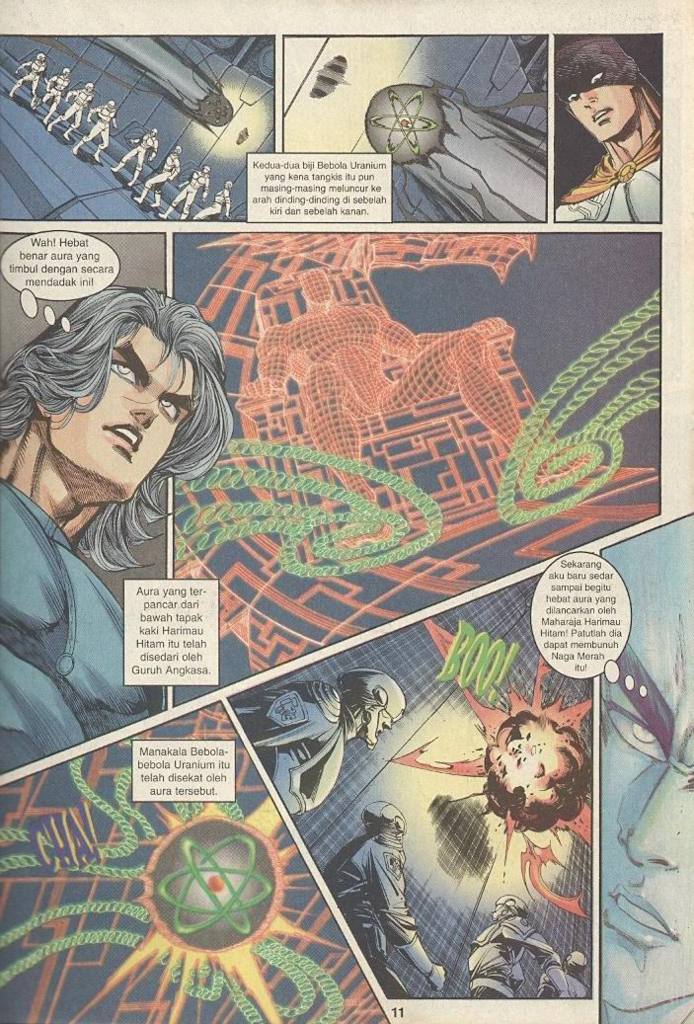 Kedua-dua biji Bebola Uranium
yang kena tangkis itu pun
masing-masing meluncur ke
arah dinding-dinding di sebelah
kiri dan sebelah kanan.
Wah! Hebat
benar aura yang
timbul dengan secara
mendadak ini!
Aura yang ter-
pancar dari
bawah tapak
kaki Harimau
Hitam itu telah
disedari oleh
Guruh Angkasa.
Sekarang
aku baru sedar
sampai begitu
hebat aura yang
dilancarkan oleh
Maharaja Harimau
Hitam! Patutlah dia
dapat membunuh
Naga Merah
itu!
BOO!
Manakala Bebola-
bebola Uranium itu
telah disekat oleh
aura tersebut.
CHA!
11